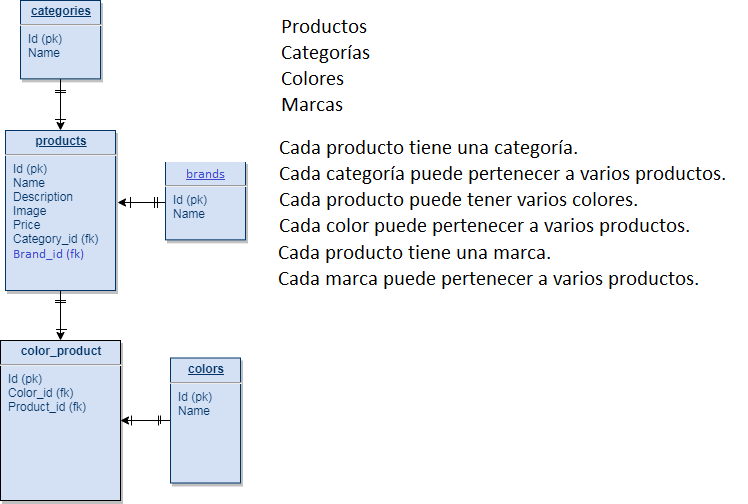 categories
Id (pk)
Name
products
Id (pk)
Name
Description
Image
Price
Category_id (fk)
Brand_id (fk)
brands
Id (pk)
Name
color_product
Id (pk)
Color_id (fk)
Product_id (fk)
colors
Id (pk)
Name
Productos
Categorías
Colores
Marcas
Cada producto tiene una categoría.
Cada categoría puede pertenecer a varios productos.
Cada producto puede tener varios colores.
Cada color puede pertenecer a varios productos.
Cada producto tiene una marca.
Cada marca puede pertenecer a varios productos.